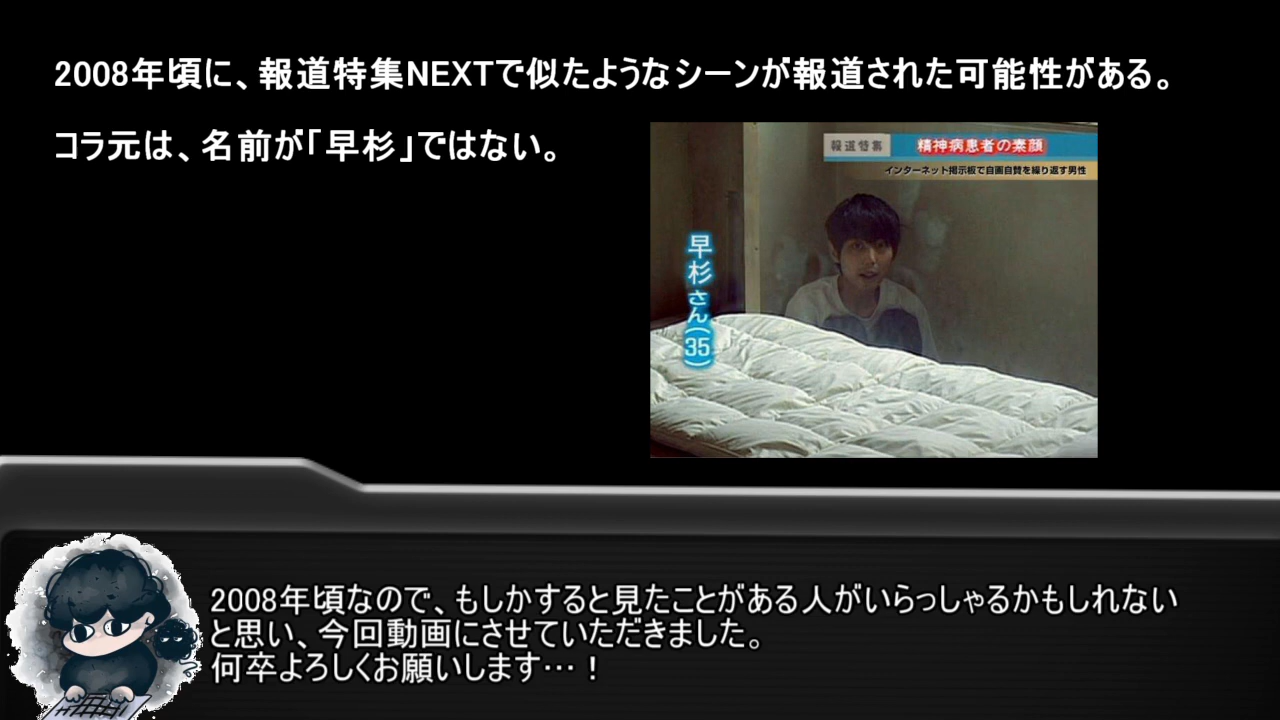 2008年頃に、報道特集NEXTで似たようなシーンが報道された可能性がある。
コラ元は、名前が「早杉」ではない。
報道特集
精神病患者の素顔
インターネット掲示板で自画自賛を繰り返す男性
早杉さん(35)
2008年頃なので、もしかすると見たことがある人がいらっしゃるかもしれない
と思い、今回動画にさせていただきました。
何卒よろしくお願いします…！